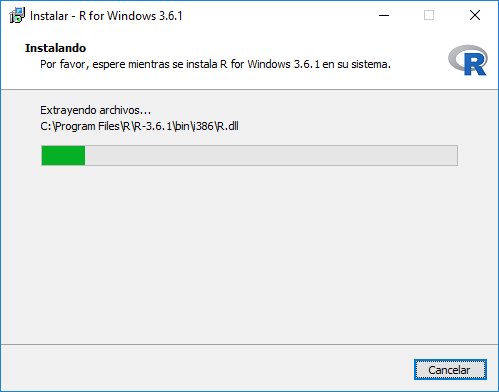 Instalar - R for Windows 3.6.1
Instalando
Por favor, espere mientras se instala R for Windows 3.6.1 en su sistema.
R
Extrayendo archivos...
C:\Program Files\R\R-3.6.1\bin\i386\R.dll
Cancelar